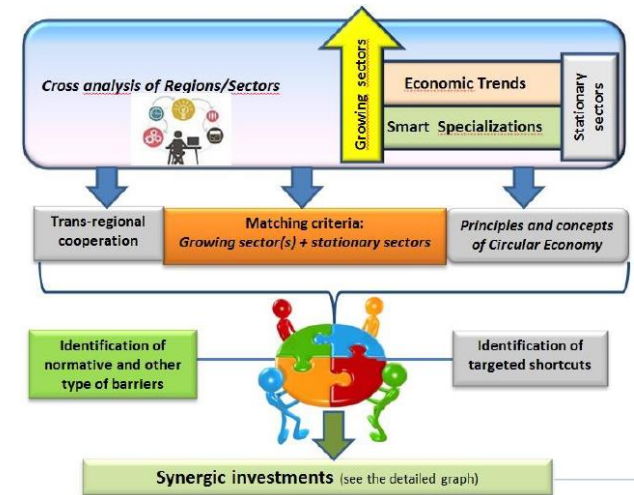 Cross analysis of Regions/Sectors
Growing sectors
Economic Trends
Smart Specializations
Stationary
sectors
Trans-regional
cooperation
Matching criteria:
Growing sector(s) + stationary sectors
Principles and concepts
of Circular Economy
Identification of
normative and other
type of barriers
Identification of
targeted shortcuts
Synergic investments (see the detailed graph)